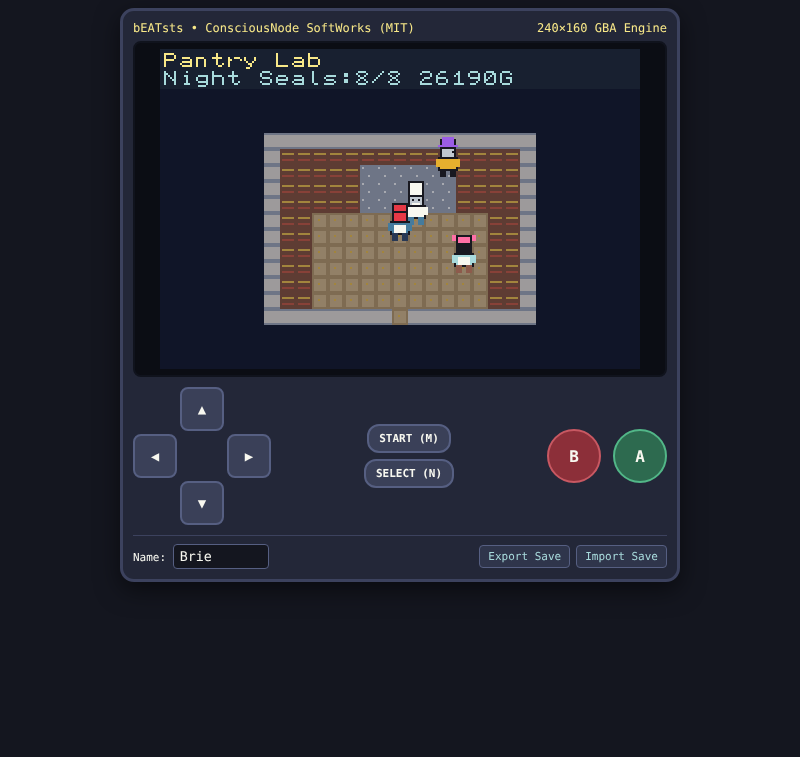 bEATsts • ConsciousNode SoftWorks (MIT)
240×160 GBA Engine
Pantry Lab
Night Seals:8/8 26190G
▲
◀
▶
▼
START (M)
SELECT (N)
B
A
Name: Brie
Export Save
Import Save